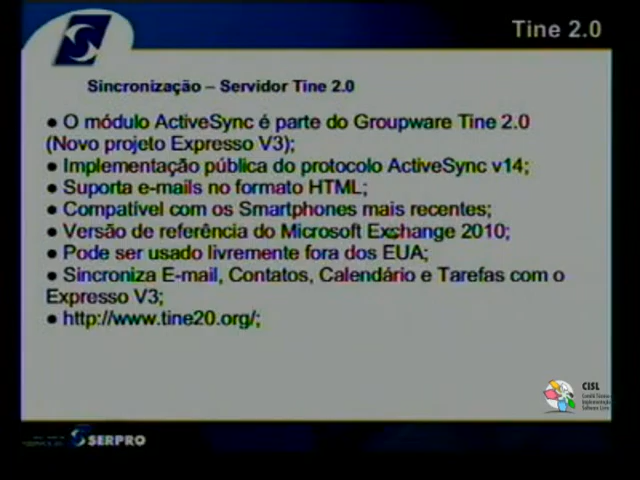 Tine 2.0
Sincronização – Servidor Tine 2.0
● O módulo ActiveSync é parte do Groupware Tine 2.0
(Novo projeto Expresso V3);
● Implementação pública do protocolo ActiveSync v14;
● Suporta e-mails no formato HTML;
● Compatível com os Smartphones mais recentes;
● Versão de referência do Microsoft Exchange 2010;
● Pode ser usado livremente fora dos EUA;
● Sincroniza E-mail, Contatos, Calendário e Tarefas com o
Expresso V3;
● http://www.tine20.org/;
CISL
SERPRO